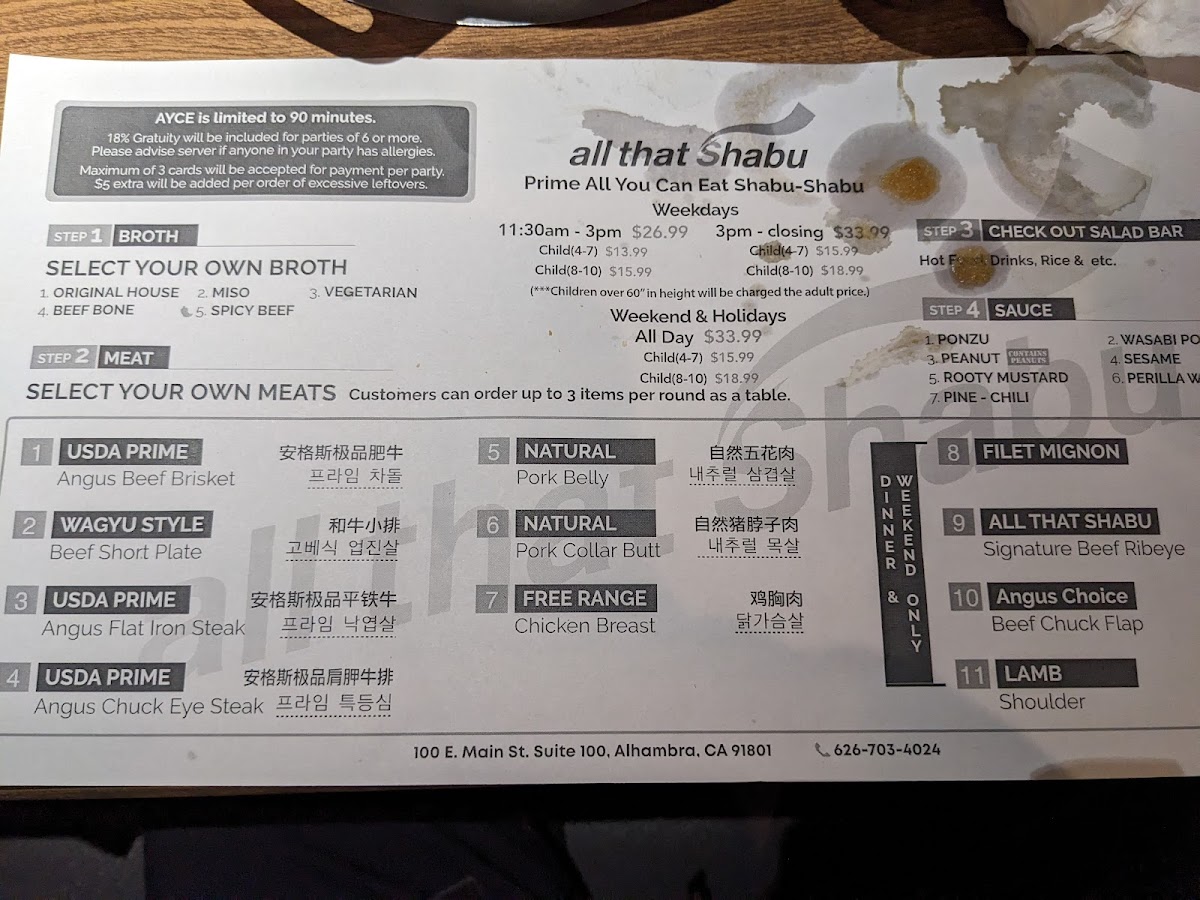 AYCE is limited to 90 minutes.
18% Gratuity will be included for parties of 6 or more.
Please advise server if anyone in your party has allergies.
Maximum of 3 cards will be accepted for payment per party.
$5 extra will be added per order of excessive leftovers.
all that Shabu
Prime All You Can Eat Shabu-Shabu
Weekdays
11:30am - 3pm $26.99 3pm - closing $33.99
Child(4-7) $13.99 Child(4-7) $15.99
Child(8-10) $15.99 Child(8-10) $18.99
(***Children over 60" in height will be charged the adult price.)
Weekend & Holidays
All Day $33.99
Child(4-7) $15.99
Child(8-10) $18.99
STEP 1 BROTH
SELECT YOUR OWN BROTH
1. ORIGINAL HOUSE 2. MISO 3. VEGETARIAN
4. BEEF BONE 5. SPICY BEEF
STEP 2 MEAT
SELECT YOUR OWN MEATS Customers can order up to 3 items per round as a table.
STEP 3 CHECK OUT SALAD BAR
Hot Drinks, Rice & etc.
STEP 4 SAUCE
1. PONZU 2. WASABI PO
3. PEANUT CONTAINS PEANUTS 4. SESAME
5. ROOTY MUSTARD 6. PERILLA W
7. PINE - CHILI
1 USDA PRIME 安格斯极品肥牛
Angus Beef Brisket 프라임 차돌
2 WAGYU STYLE 和牛小排
Beef Short Plate 고베식 업진살
3 USDA PRIME 安格斯极品平铁牛
Angus Flat Iron Steak 프라임 낙엽살
4 USDA PRIME 安格斯极品肩胛牛排
Angus Chuck Eye Steak 프라임 특등심
5 NATURAL 自然五花肉
Pork Belly 내추럴 삼겹살
6 NATURAL 自然猪脖子肉
Pork Collar Butt 내추럴 목살
7 FREE RANGE 鸡胸肉
Chicken Breast 닭가슴살
DINNER &
WEEKEND ONLY
8 FILET MIGNON
9 ALL THAT SHABU
Signature Beef Ribeye
10 Angus Choice
Beef Chuck Flap
11 LAMB
Shoulder
all that Shabu
100 E. Main St. Suite 100, Alhambra, CA 91801 626-703-4024